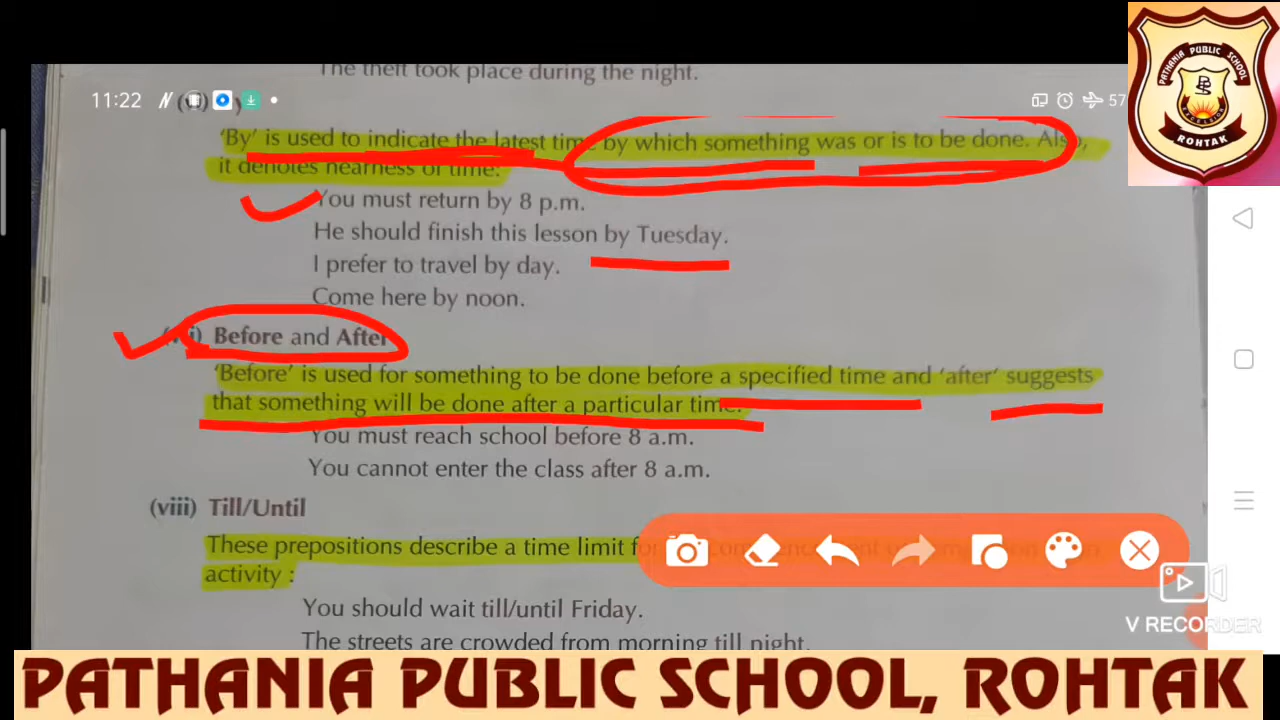 The theft took place during the night.
11:22
57
(vi)
'By' is used to indicate the latest time by which something was or is to be done. Also,
it denotes nearness of time.
You must return by 8 p.m.
He should finish this lesson by Tuesday.
I prefer to travel by day.
Come here by noon.
Before and After
'Before' is used for something to be done before a specified time and 'after' suggests
that something will be done after a particular time.
You must reach school before 8 a.m.
You cannot enter the class after 8 a.m.
(viii) Till/Until
These prepositions describe a time limit
activity :
You should wait till/until Friday.
The streets are crowded from morning till night.
V RECORDER
PATHANIA PUBLIC SCHOOL
ROHTAK
PATHANIA PUBLIC SCHOOL, ROHTAK